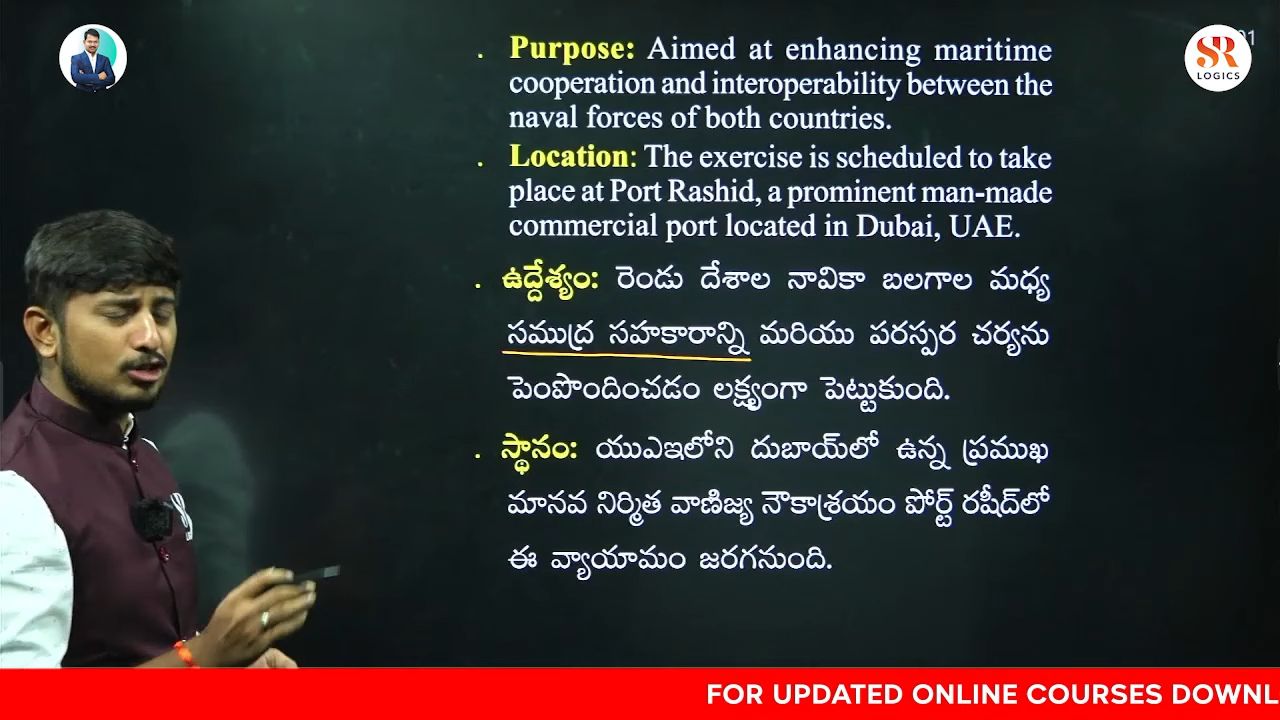 . Purpose: Aimed at enhancing maritime
cooperation and interoperability between the
naval forces of both countries.
. Location: The exercise is scheduled to take
place at Port Rashid, a prominent man-made
commercial port located in Dubai, UAE.
. ఉద్దేశ్యం: రెండు దేశాల నావికా బలగాల మధ్య
సముద్ర సహకారాన్ని మరియు పరస్పర చర్యను
పెంపొందించడం లక్ష్యంగా పెట్టుకుంది.
. స్థానం: యుఎఇలోని దుబాయ్‌లో ఉన్న ప్రముఖ
మానవ నిర్మిత వాణిజ్య నౌకాశ్రయం పోర్ట్ రషీద్‌లో
ఈ వ్యాయామం జరగనుంది.
SR
LOGICS
FOR UPDATED ONLINE COURSES DOWNL